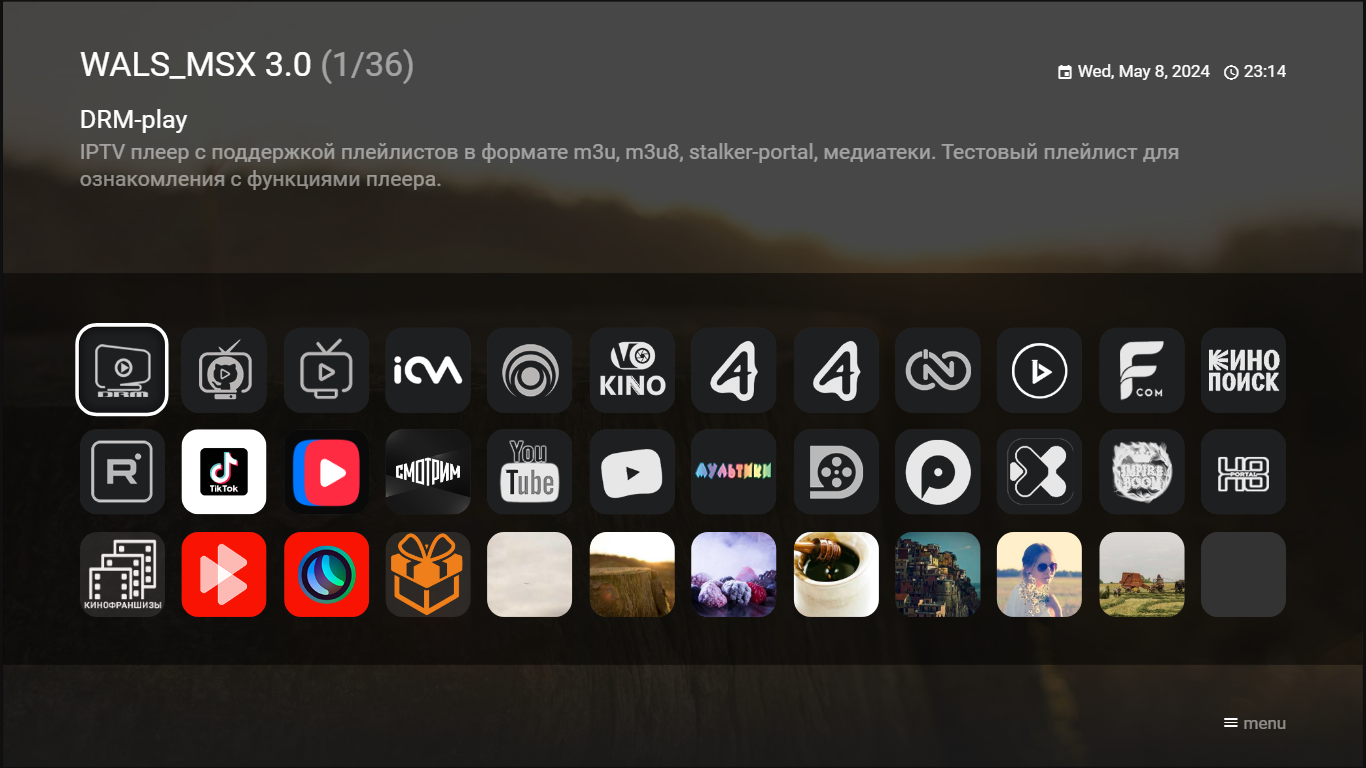 WALS_MSX 3.0 (1/36)
Wed, May 8, 2024 23:14
DRM-play
IPTV плеер с поддержкой плейлистов в формате m3u, m3u8, stalker-portal, медиатеки. Тестовый плейлист для
ознакомления с функциями плеера.
DRM
VO
KINO
F
COM
КИНО
ПОИСК
R
TikTok
СМОТРИМ
You
Tube
МУЛЬТИКИ
EMPIRE
BOOM
PORTAL
КИНОФРАНШИЗЫ
menu